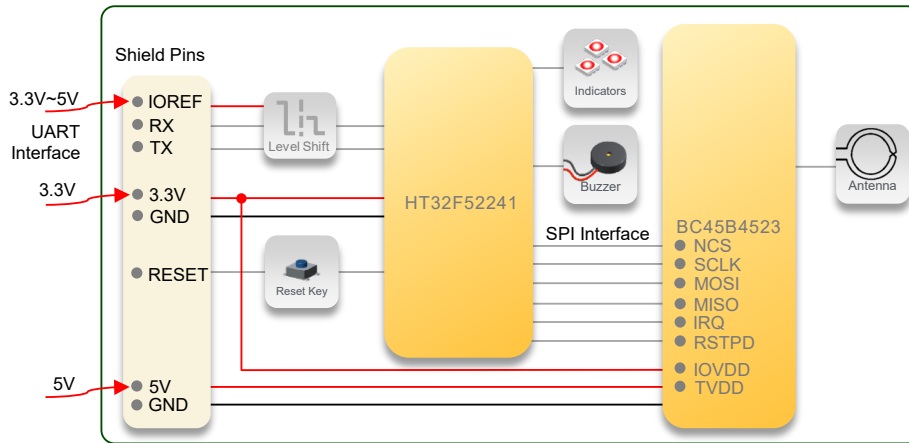 Shield Pins
3.3V~5V
UART
Interface
3.3V
5V
IOREF
RX
TX
3.3V
GND
RESET
5V
GND
Level Shift
Reset Key
HT32F52241
Indicators
Buzzer
SPI Interface
BC45B4523
NCS
SCLK
MOSI
MISO
IRQ
RSTPD
IOVDD
TVDD
Antenna